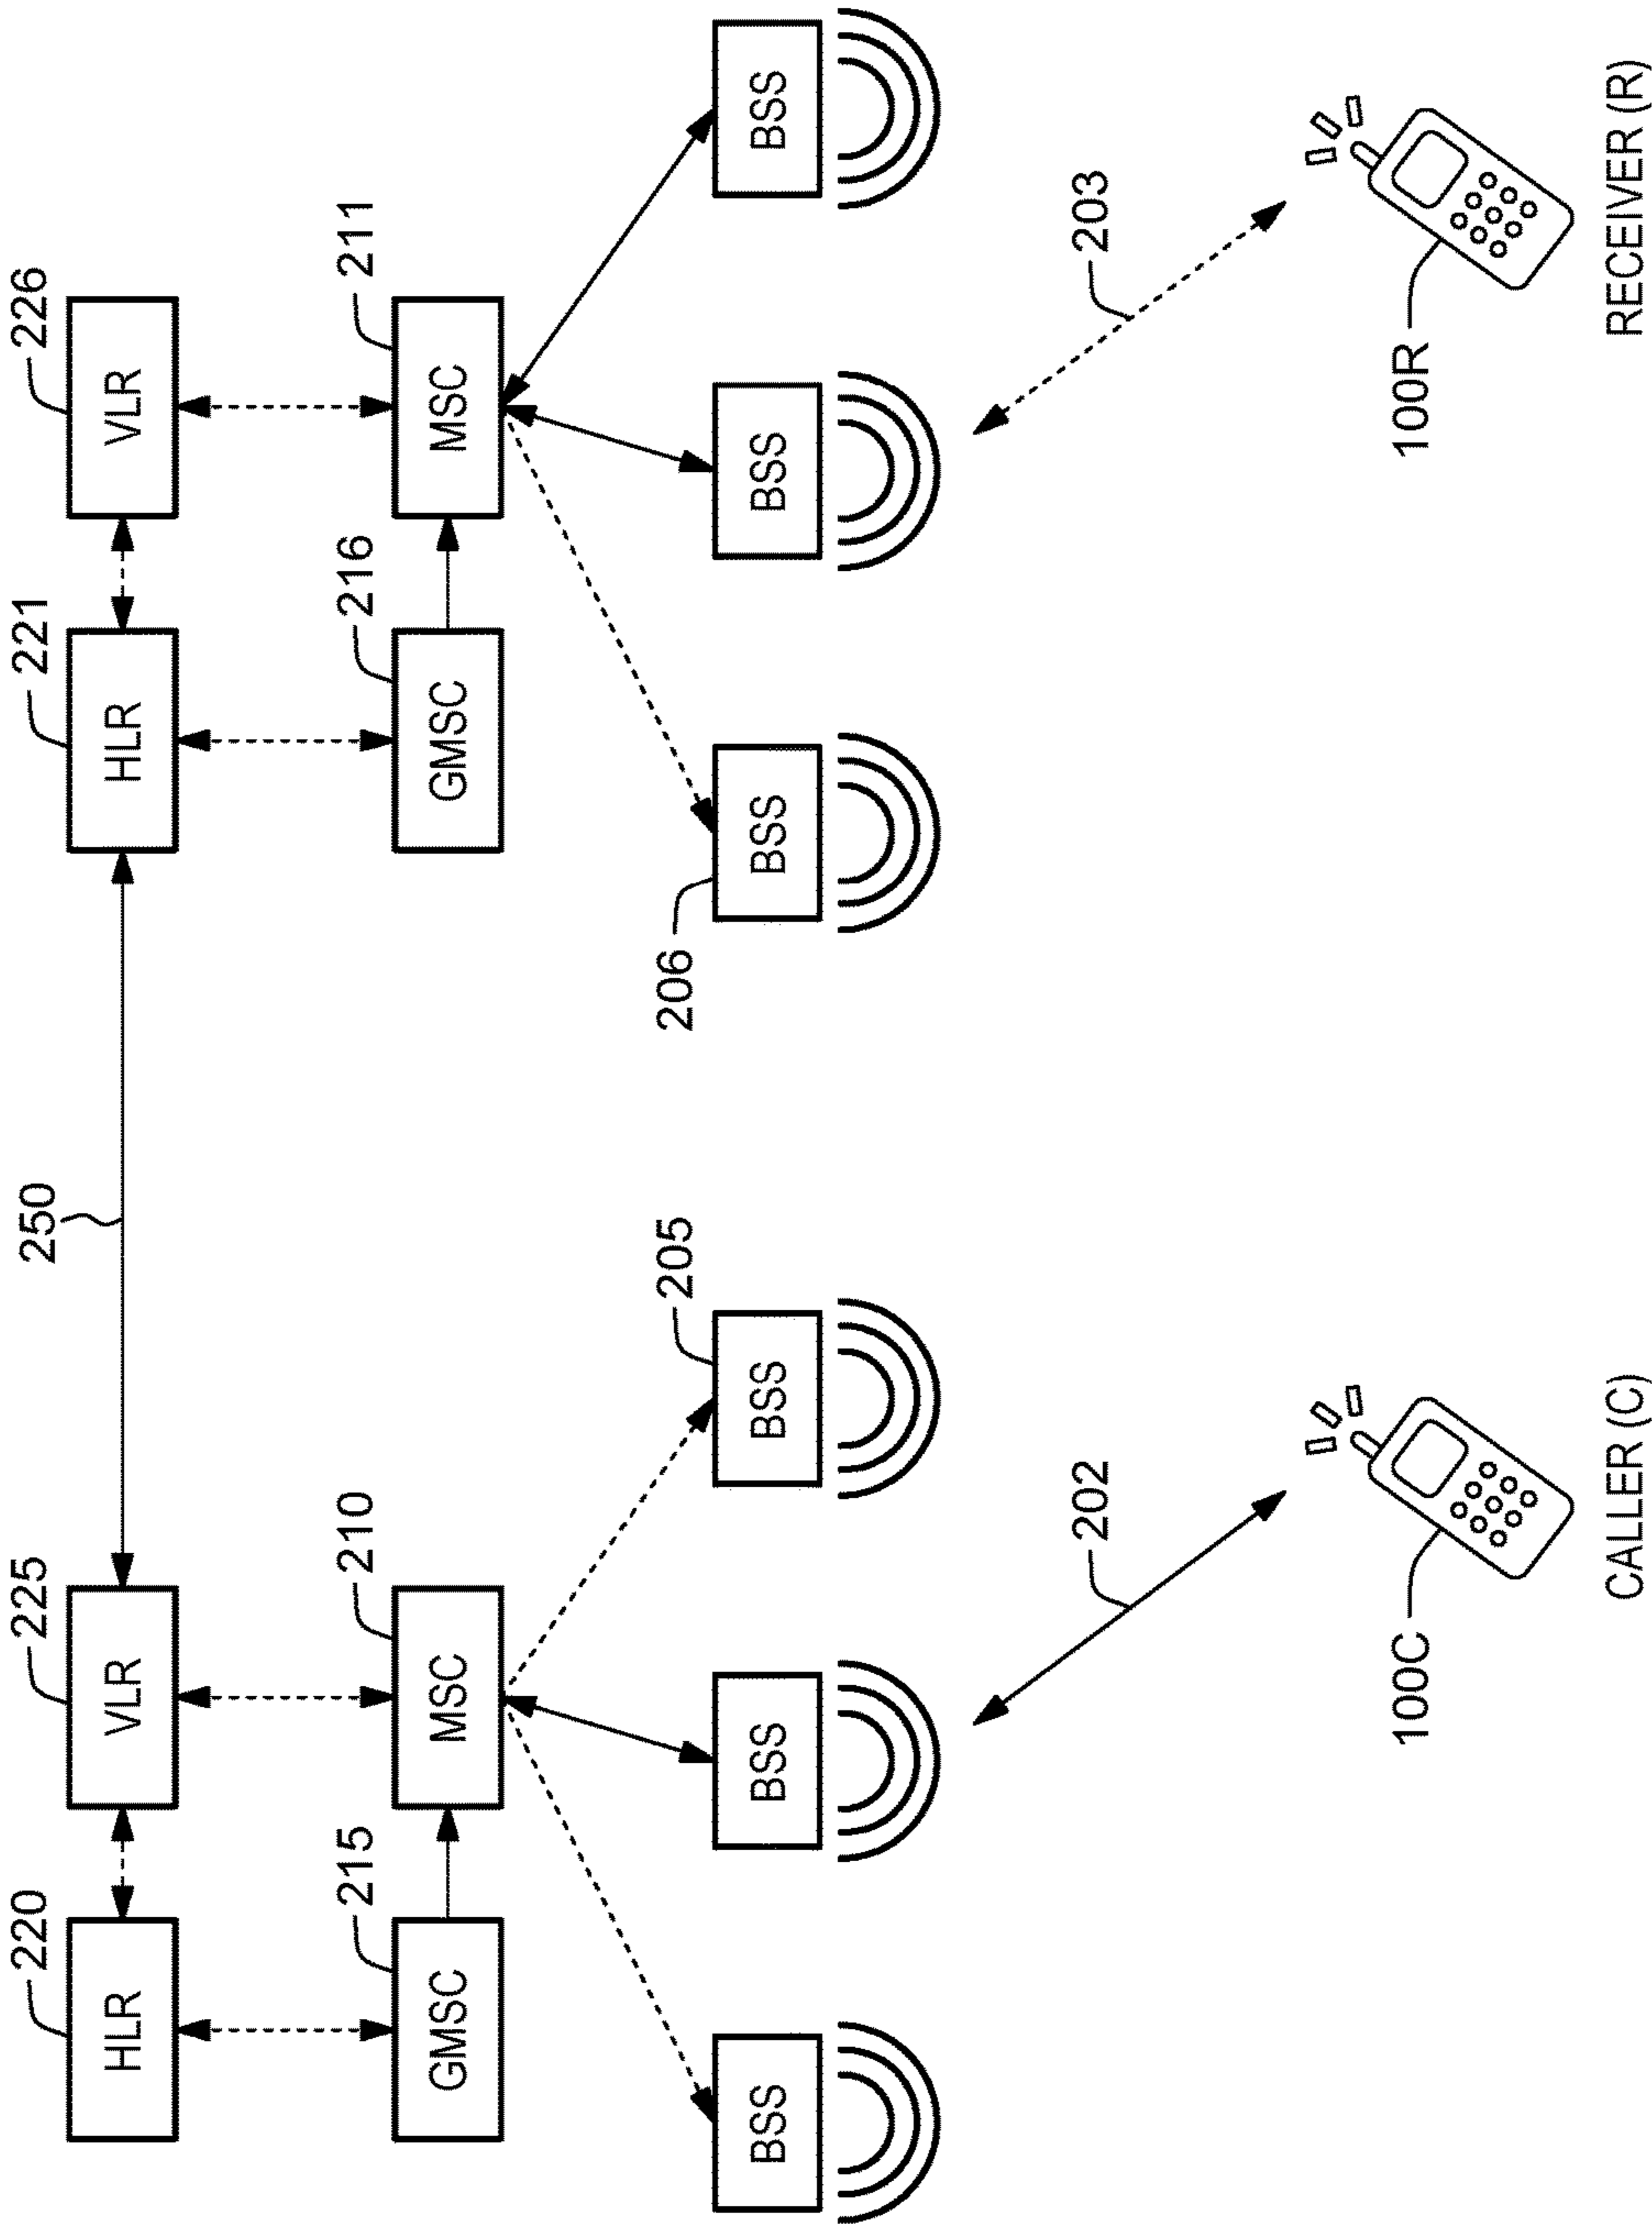 220
225
250
221
226
HLR
VLR
HLR
VLR
215
210
216
211
GMSC
MSC
GMSC
MSC
205
206
BSS
BSS
BSS
BSS
BSS
BSS
202
203
100C
100R
CALLER (C)
RECEIVER (R)